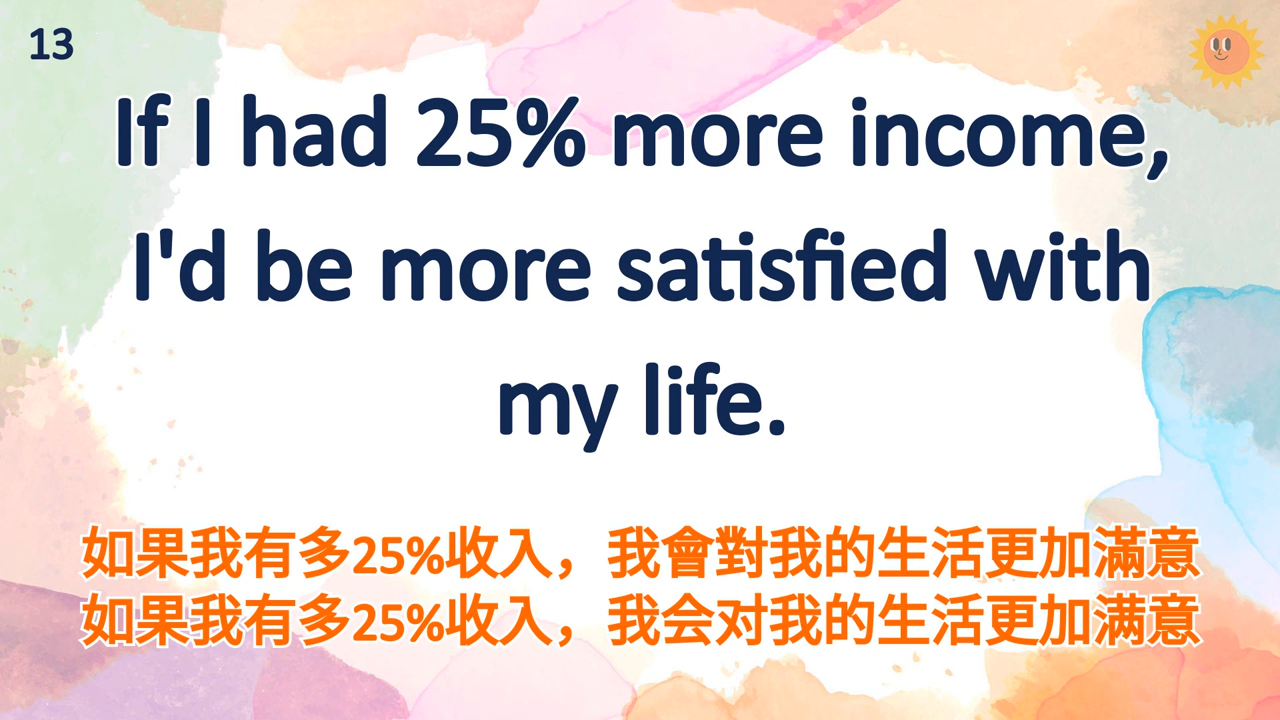 13
If I had 25% more income,
I'd be more satisfied with
my life.
如果我有多25%收入，我會對我的生活更加滿意
如果我有多25%收入，我会对我的生活更加满意